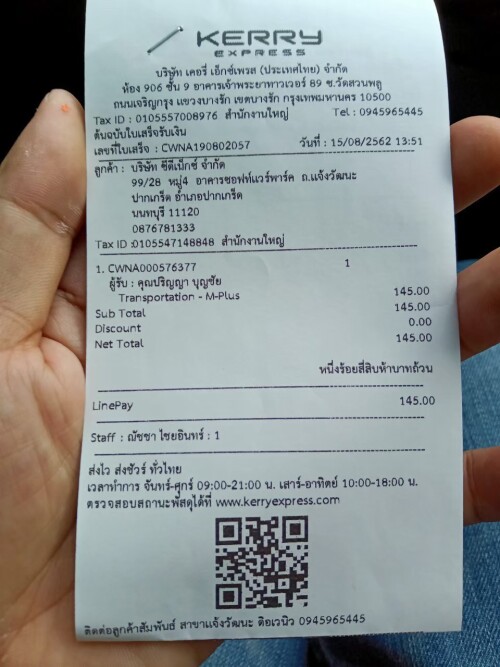 KERRY
EXPRESS
บริษัท เคอรี่ เอ็กซ์เพรส (ประเทศไทย) จำกัด
ห้อง 906 ชั้น 9 อาคารเจ้าพระยาทาวเวอร์ 89 ซ.วัดสวนพลู
ถนนเจริญกรุง แขวงบางรัก เขตบางรัก กรุงเทพมหานคร 10500
Tax ID : 0105557008976 สำนักงานใหญ่ Tel : 0945965445
ต้นฉบับใบเสร็จรับเงิน
เลขที่ใบเสร็จ : CWNA190802057 วันที่ : 15/08/2562 13:51
ลูกค้า : บริษัท ซีดีเบ็กซ์ จำกัด
99/28 หมู่4 อาคารซอฟท์แวร์พาร์ค ถ.แจ้งวัฒนะ
ปากเกร็ด อำเภอปากเกร็ด
นนทบุรี 11120
0876781333
Tax ID :0105547148848 สำนักงานใหญ่
1. CWNA000576377 1
ผู้รับ : คุณปริญญา บุญชัย
Transportation - M-Plus 145.00
Sub Total 145.00
Discount 0.00
Net Total 145.00
หนึ่งร้อยสี่สิบห้าบาทถ้วน
LinePay 145.00
Staff : ณัชชา ไชยอินทร์ : 1
ส่งไว ส่งชัวร์ ทั่วไทย
เวลาทำการ จันทร์-ศุกร์ 09:00-21:00 น. เสาร์-อาทิตย์ 10:00-18:00 น.
ตรวจสอบสถานะพัสดุได้ที่ www.kerryexpress.com
ติดต่อลูกค้าสัมพันธ์ สาขาแจ้งวัฒนะ ดิอเวนิว 0945965445